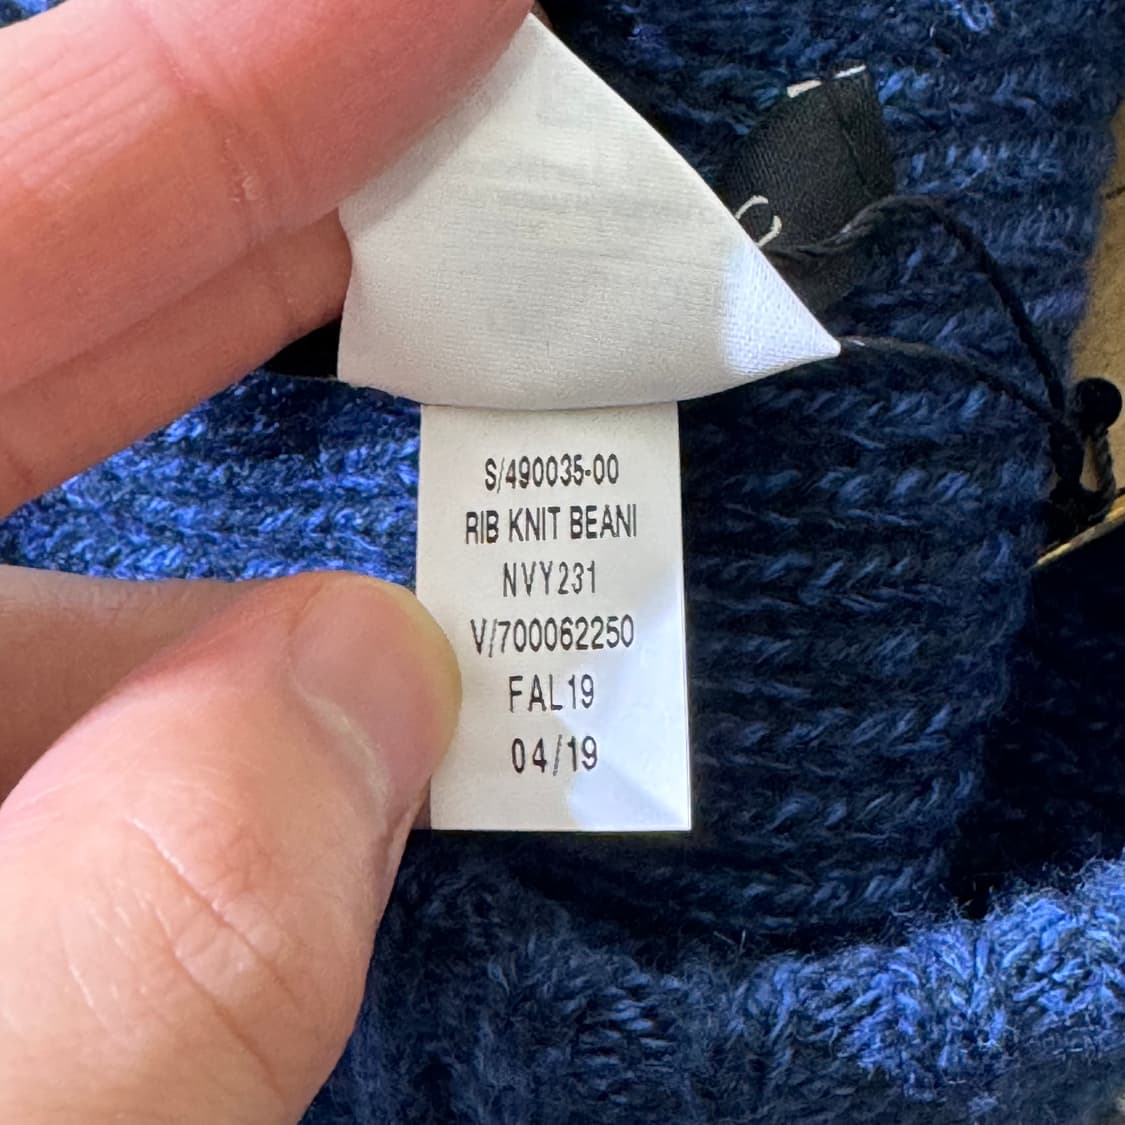 S/490035-00
RIB KNIT BEANI
NVY231
V/700062250
FAL19
04/19